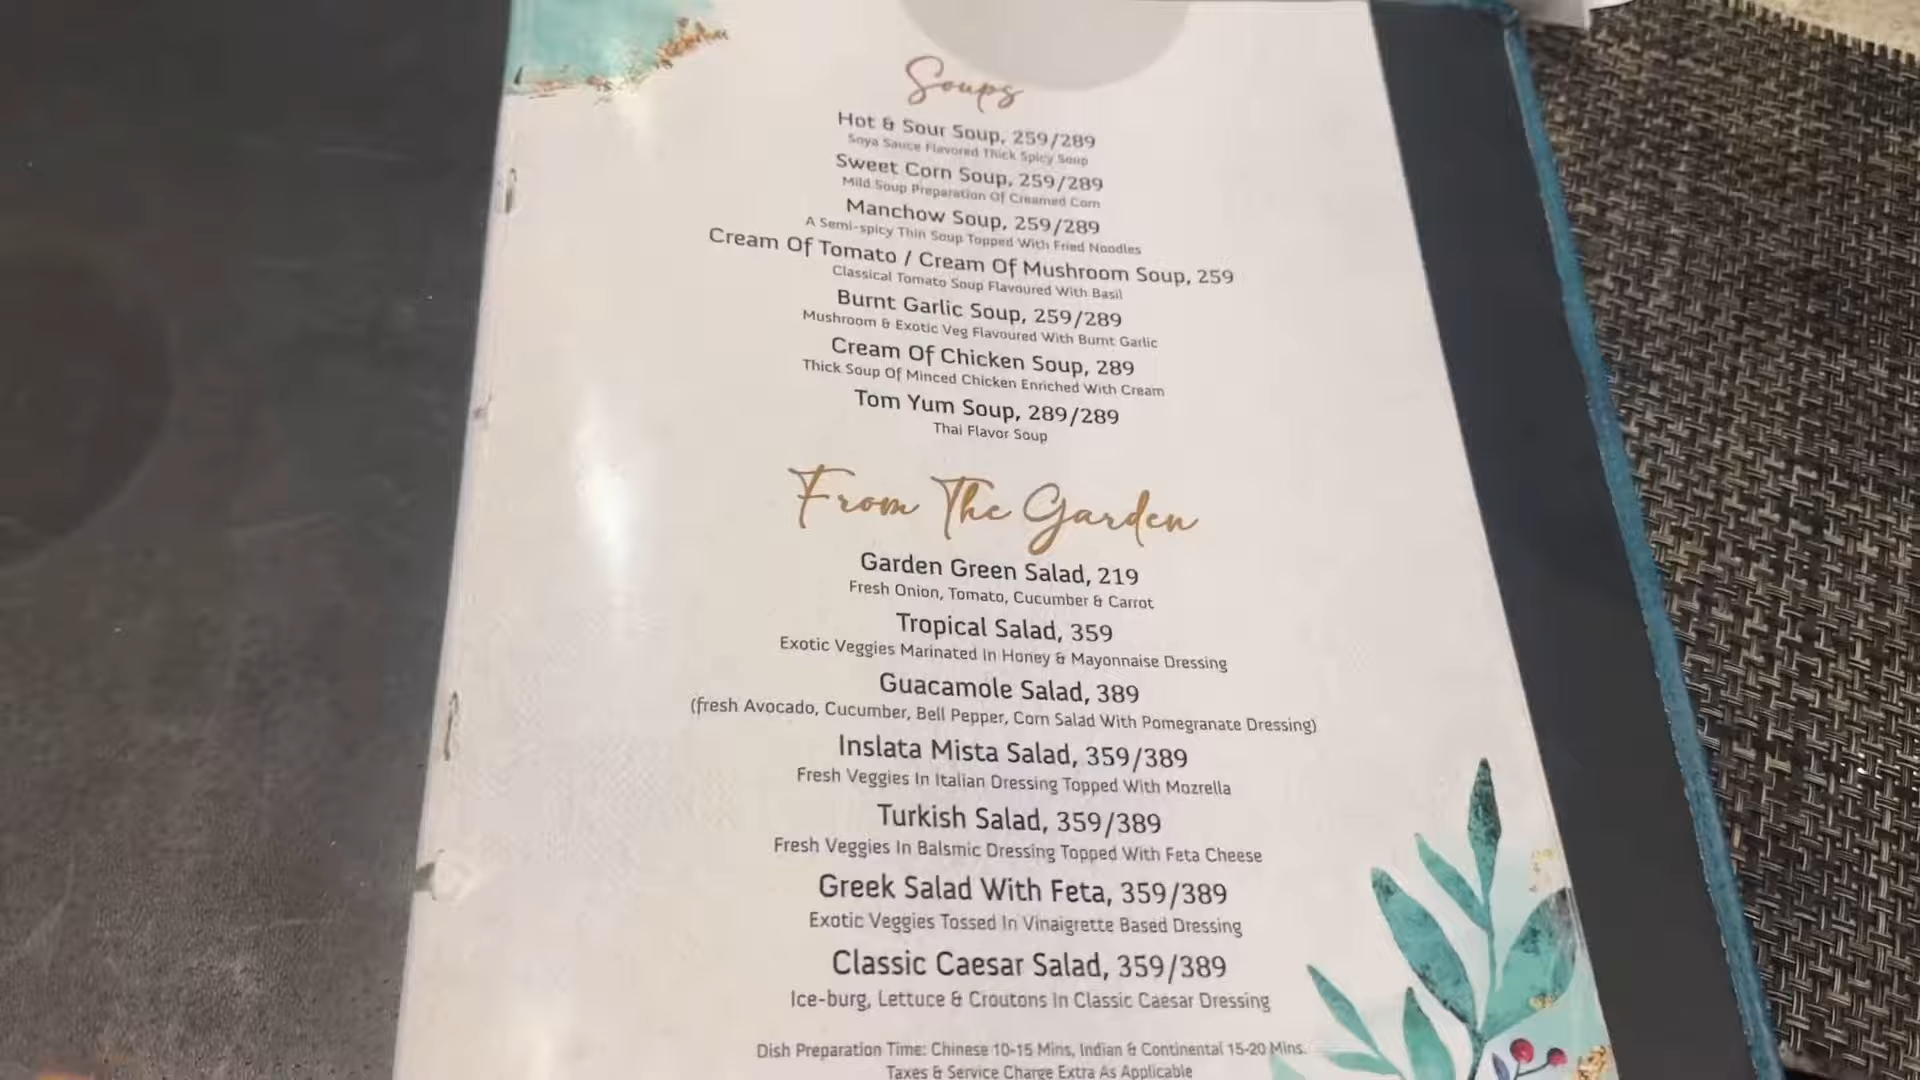 Soups
Hot & Sour Soup, 259/289
Soya Sauce Flavored Thick Spicy Soup
Sweet Corn Soup, 259/289
Mild Soup Preparation Of Creamed Corn
Manchow Soup, 259/289
A Semi-spicy Thin Soup Topped With Fried Noodles
Cream Of Tomato / Cream Of Mushroom Soup, 259
Classical Tomato Soup Flavoured With Basil
Burnt Garlic Soup, 259/289
Mushroom & Exotic Veg Flavoured With Burnt Garlic
Cream Of Chicken Soup, 289
Thick Soup Of Minced Chicken Enriched With Cream
Tom Yum Soup, 289/289
Thai Flavor Soup
From The Garden
Garden Green Salad, 219
Fresh Onion, Tomato, Cucumber & Carrot
Tropical Salad, 359
Exotic Veggies Marinated In Honey & Mayonnaise Dressing
Guacamole Salad, 389
(fresh Avocado, Cucumber, Bell Pepper, Corn Salad With Pomegranate Dressing)
Inslata Mista Salad, 359/389
Fresh Veggies In Italian Dressing Topped With Mozrella
Turkish Salad, 359/389
Fresh Veggies In Balsmic Dressing Topped With Feta Cheese
Greek Salad With Feta, 359/389
Exotic Veggies Tossed In Vinaigrette Based Dressing
Classic Caesar Salad, 359/389
Ice-burg, Lettuce & Croutons In Classic Caesar Dressing
Dish Preparation Time: Chinese 10-15 Mins, Indian & Continental 15-20 Mins.
Taxes & Service Charge Extra As Applicable